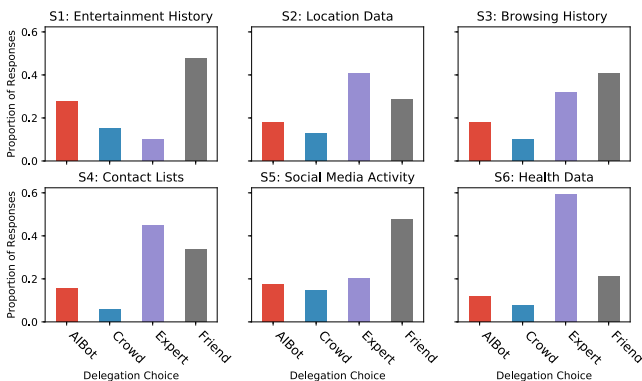 S1: Entertainment History
S2: Location Data
S3: Browsing History
Proportion of Responses
0.6
0.4
0.2
0.0
S4: Contact Lists
S5: Social Media Activity
S6: Health Data
Proportion of Responses
0.6
0.4
0.2
0.0
AIBot Crowd Expert Friend
AIBot Crowd Expert Friend
AIBot Crowd Expert Friend
Delegation Choice
Delegation Choice
Delegation Choice